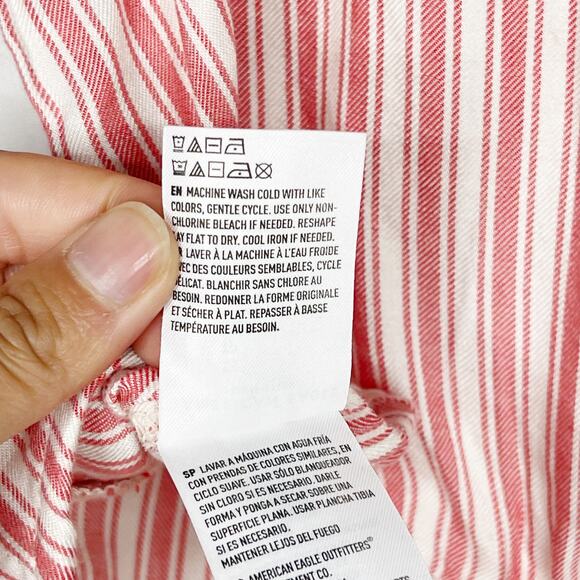 EN MACHINE WASH COLD WITH LIKE
COLORS, GENTLE CYCLE. USE ONLY NON-
CHLORINE BLEACH IF NEEDED. RESHAPE
LAY FLAT TO DRY. COOL IRON IF NEEDED.
LAVER À LA MACHINE À L'EAU FROIDE
AVEC DES COULEURS SEMBLABLES, CYCLE
DÉLICAT. BLANCHIR SANS CHLORE AU
BESOIN. REDONNER LA FORME ORIGINALE
ET SÉCHER À PLAT. REPASSER À BASSE
TEMPÉRATURE AU BESOIN.
SP LAVAR A MÁQUINA CON AGUA FRÍA
CON PRENDAS DE COLORES SIMILARES, EN
CICLO SUAVE. USAR SÓLO BLANQUEADOR
SIN CLORO SI ES NECESARIO. DAR
FORMA Y PONGA A SECAR SOBRE UNA
SUPERFICIE PLANA. USAR PLANCHA TIBIA
SI ES NECESARIO.
MANTENER LEJOS DEL FUEGO
AMERICAN EAGLE OUTFITTERS®
EMENT CO.